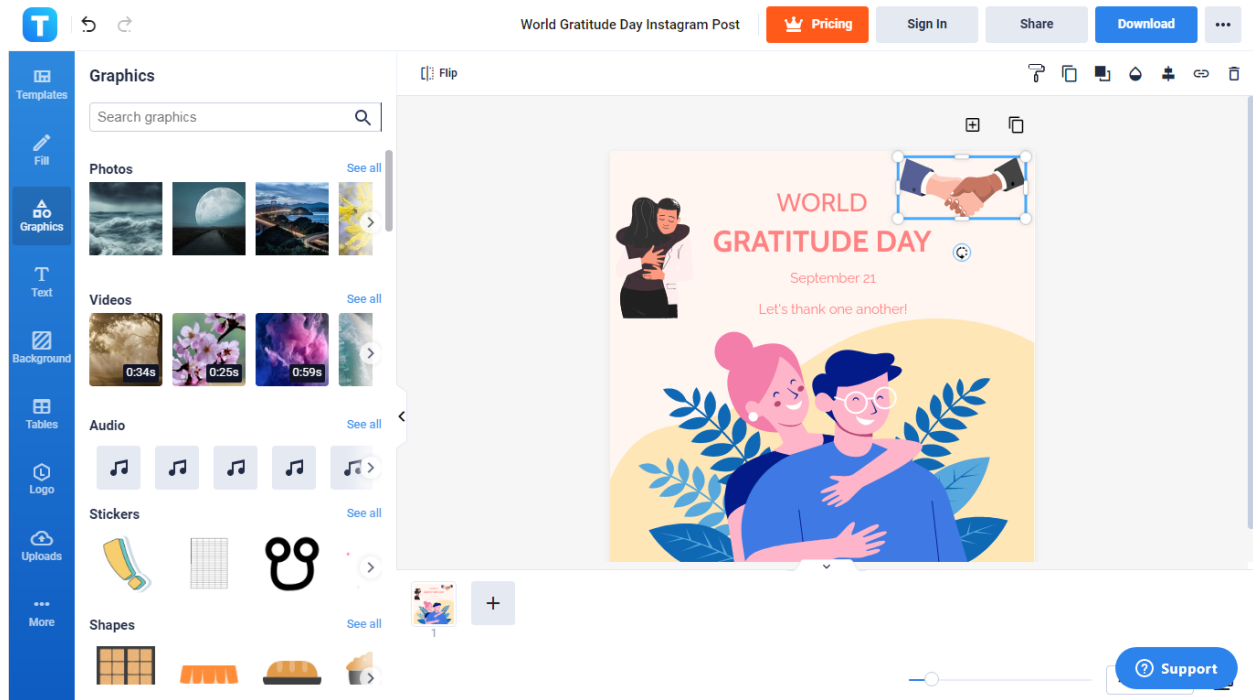 T
World Gratitude Day Instagram Post
Pricing
Sign In
Share
Download
Templates
Fill
Graphics
Text
Background
Tables
Logo
Uploads
More
Graphics
Search graphics
Photos
See all
Videos
See all
0:34s
0:25s
0:59s
Audio
See all
Stickers
See all
Shapes
See all
Flip
WORLD
GRATITUDE DAY
September 21
Let's thank one another!
1
Support